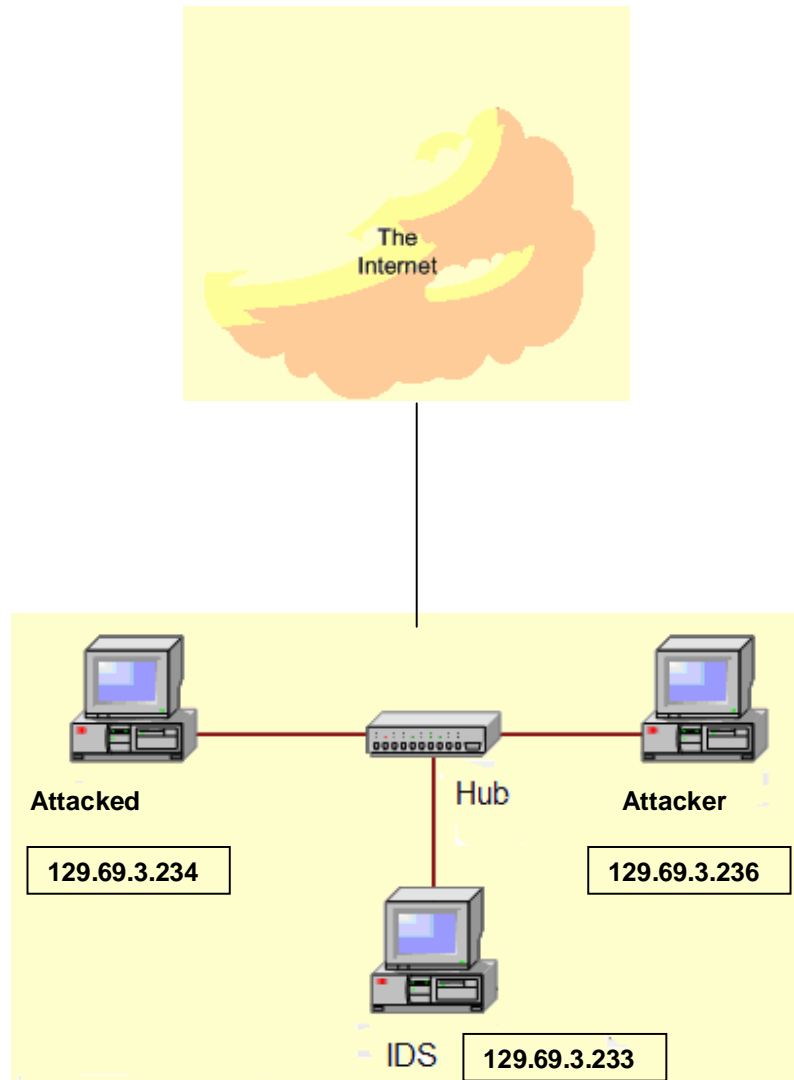 The
Internet
Hub
Attacked
Attacker
129.69.3.234
129.69.3.236
IDS
129.69.3.233